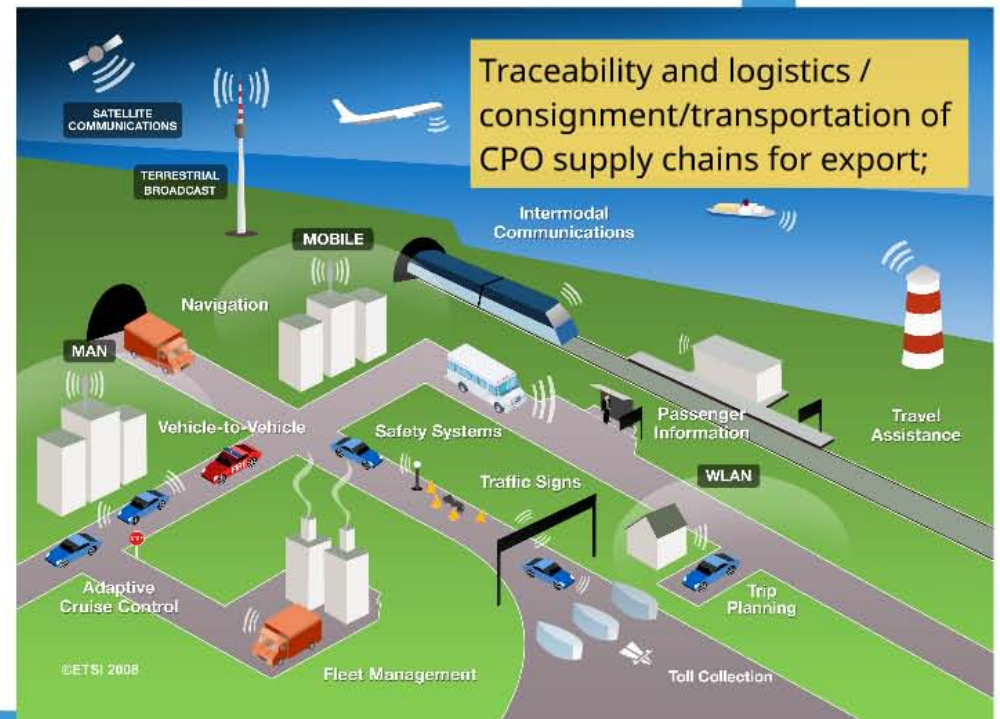 Traceability and logistics /
consignment/transportation of
CPO supply chains for export;
SATELLITE
COMMUNICATIONS
TERRESTRIAL
BROADCAST
MOBILE
Intermodal
Communications
Navigation
MAN
Vehicle-to-Vehicle
FIRE
Safety Systems
Passenger
Information
Travel
Assistance
Traffic Signs
WLAN
STOP
Adaptive
Cruise Control
Trip
Planning
©ETSI 2008
Fleet Management
Toll Collection